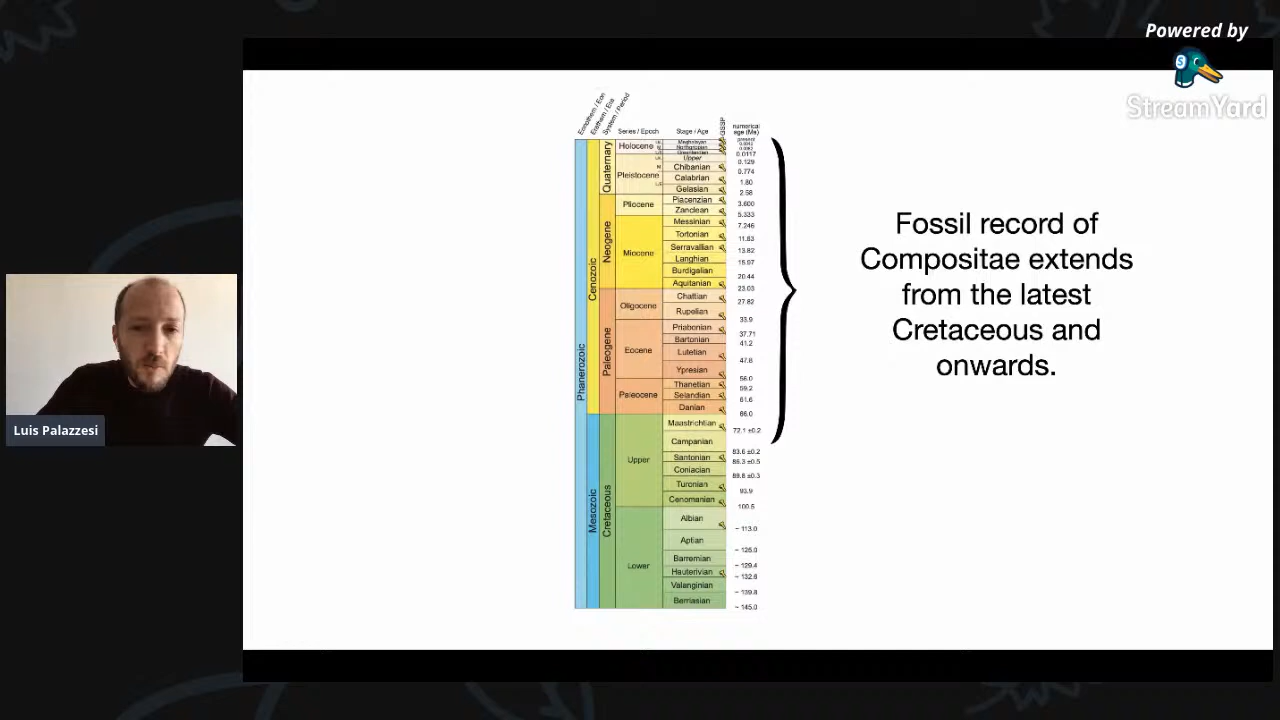 Powered by
StreamYard
Eonothem / Eon
Erathem / Era
System / Period
Series / Epoch
Stage / Age
GSSP
numerical
age (Ma)
present
Phanerozoic
Cenozoic
Mesozoic
Quaternary
Neogene
Paleogene
Cretaceous
Holocene
Meghalayan
Northgrippian
Greenlandian
0.0117
Pleistocene
Upper
0.129
Chibanian
0.774
Calabrian
1.80
Gelasian
2.58
Pliocene
Piacenzian
3.600
Zanclean
5.333
Miocene
Messinian
7.246
Tortonian
11.63
Serravallian
13.82
Langhian
15.97
Burdigalian
20.44
Aquitanian
23.03
Oligocene
Chattian
27.82
Rupelian
33.9
Eocene
Priabonian
37.71
Bartonian
41.2
Lutetian
47.8
Ypresian
56.0
Paleocene
Thanetian
59.2
Selandian
61.6
Danian
66.0
Upper
Maastrichtian
72.1 ±0.2
Campanian
83.6 ±0.2
Santonian
86.3 ±0.5
Coniacian
89.8 ±0.3
Turonian
93.9
Cenomanian
100.5
Lower
Albian
~ 113.0
Aptian
~ 125.0
Barremian
~ 129.4
Hauterivian
~ 132.6
Valanginian
~ 139.8
Berriasian
~ 145.0
Fossil record of
Compositae extends
from the latest
Cretaceous and
onwards.
Luis Palazzesi